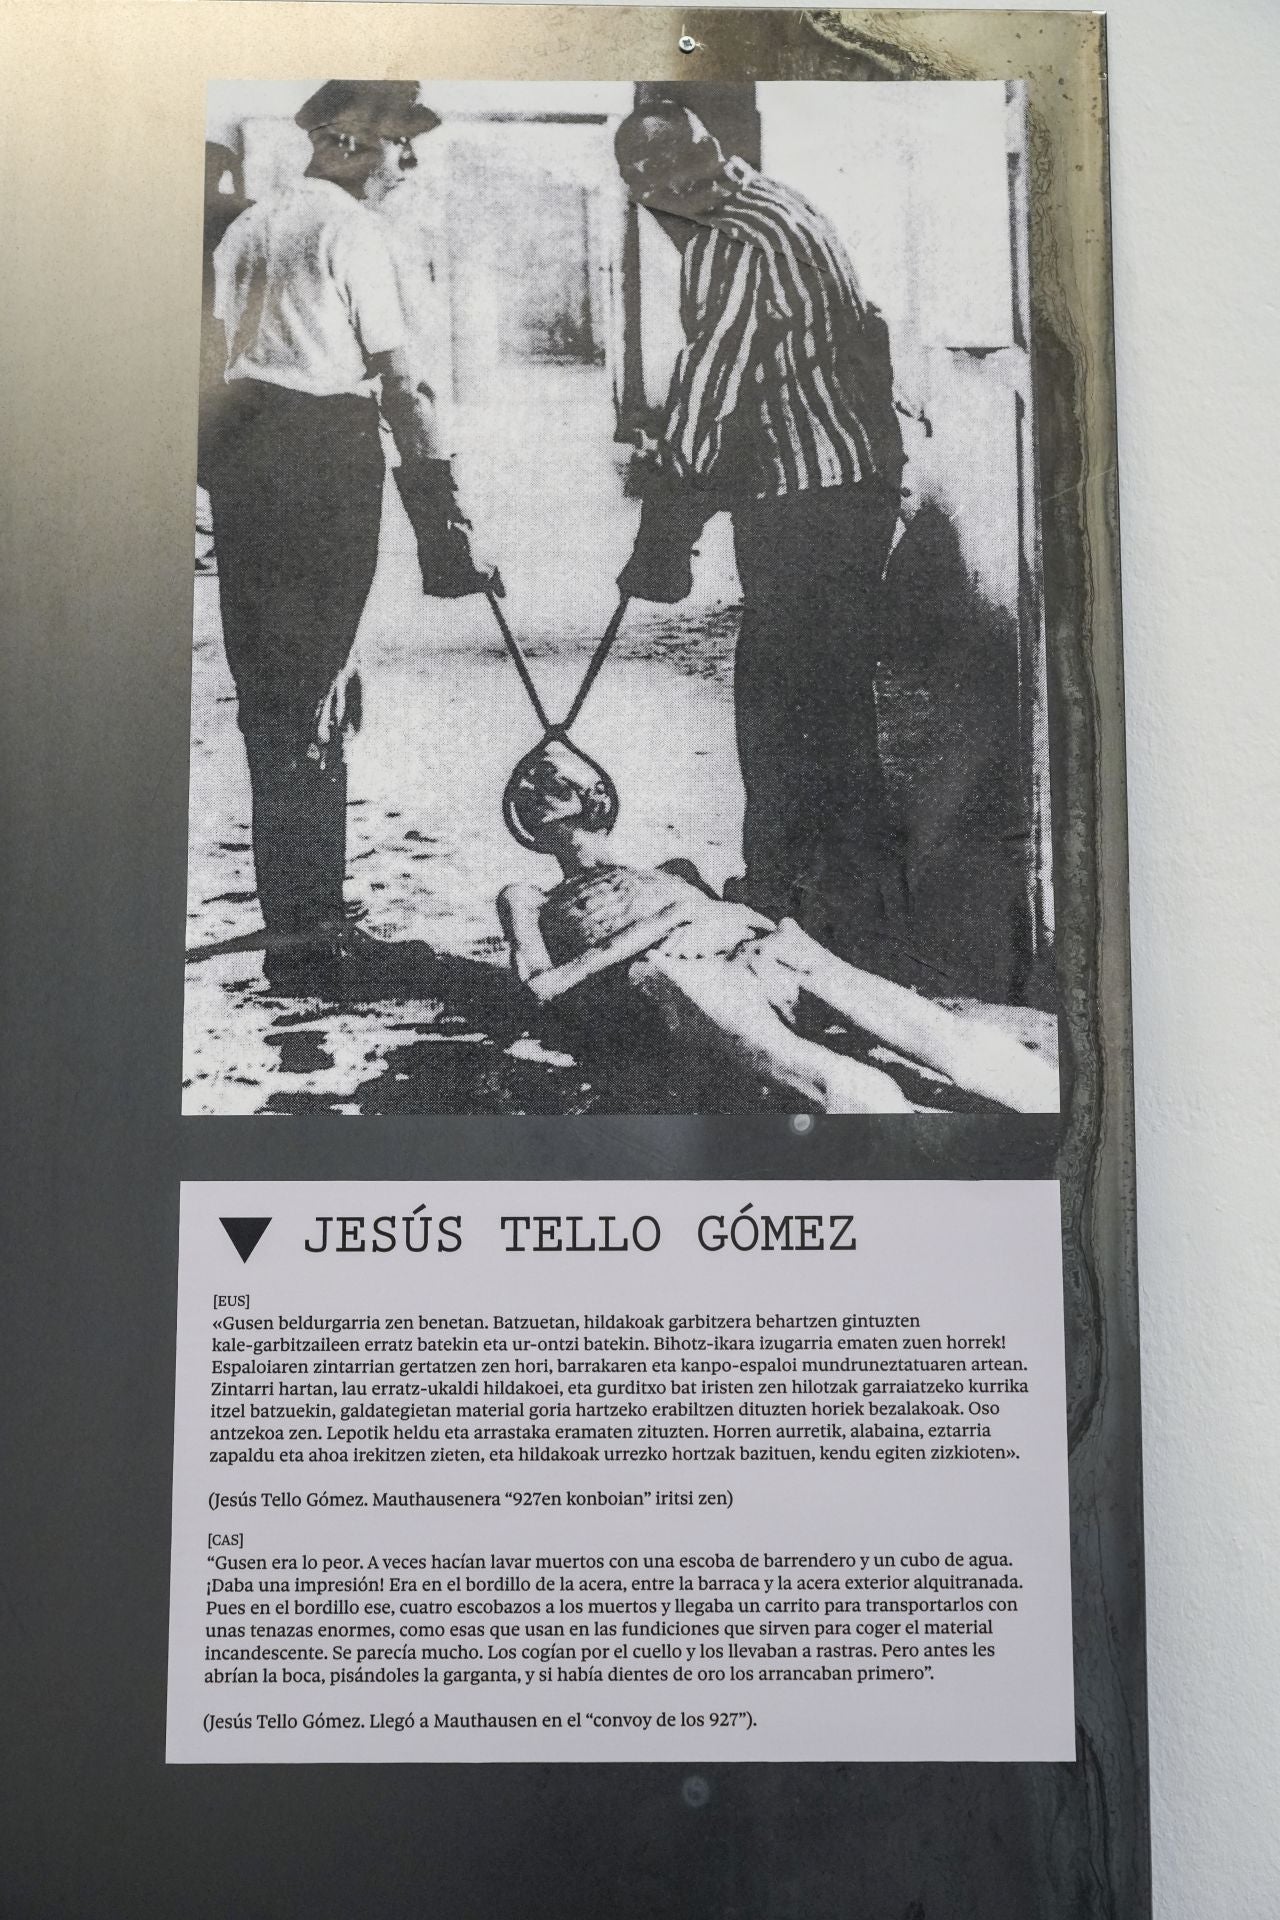 JESÚS TELLO GÓMEZ
[EUS]
«Gusen beldurgarria zen benetan. Batzuetan, hildakoak garbitzera behartzen gintuzten
kale-garbitzaileen erratz batekin eta ur-ontzi batekin. Bihotz-ikara izugarria ematen zuen horrek!
Espaloiaren zintarrian gertatzen zen hori, barrakaren eta kanpo-espaloi mundruneztatuaren artean.
Zintarri hartan, lau erratz-ukaldi hildakoei, eta gurditxo bat iristen zen hilotzak garraiatzeko kurrika
itzel batzuekin, galdategietan material goria hartzeko erabiltzen dituzten horiek bezalakoak. Oso
antzekoa zen. Lepotik heldu eta arrastaka eramaten zituzten. Horren aurretik, alabaina, eztarria
zapaldu eta ahoa irekitzen zieten, eta hildakoak urrezko hortzak bazituen, kendu egiten zizkioten».
(Jesús Tello Gómez. Mauthausenera “927en konboian” iritsi zen)
[CAS]
“Gusen era lo peor. A veces hacían lavar muertos con una escoba de barrendero y un cubo de agua.
¡Daba una impresión! Era en el bordillo de la acera, entre la barraca y la acera exterior alquitranada.
Pues en el bordillo ese, cuatro escobazos a los muertos y llegaba un carrito para transportarlos con
unas tenazas enormes, como esas que usan en las fundiciones que sirven para coger el material
incandescente. Se parecía mucho. Los cogían por el cuello y los llevaban a rastras. Pero antes les
abrían la boca, pisándoles la garganta, y si había dientes de oro los arrancaban primero”.
(Jesús Tello Gómez. Llegó a Mauthausen en el “convoy de los 927”).